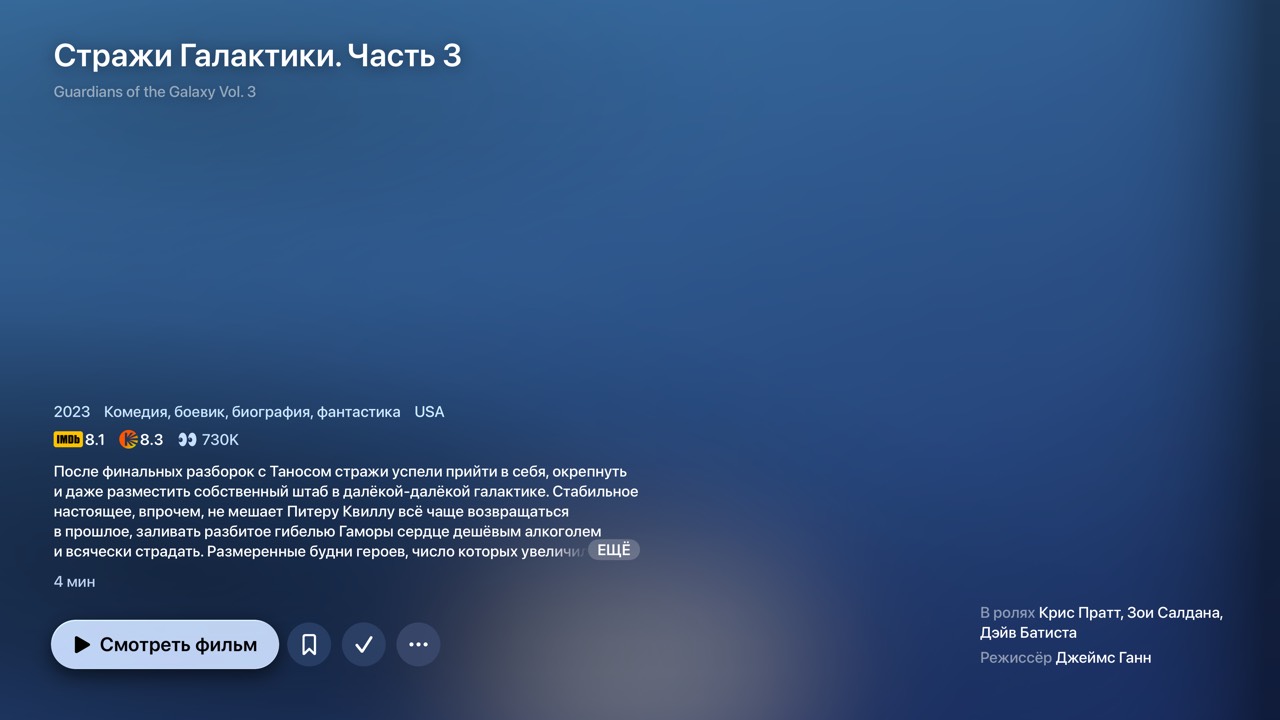 Стражи Галактики. Часть 3
Guardians of the Galaxy Vol. 3
2023 Комедия, боевик, биография, фантастика USA
IMDb 8.1 8.3 👀 730K
После финальных разборок с Таносом стражи успели прийти в себя, окрепнуть
и даже разместить собственный штаб в далёкой-далёкой галактике. Стабильное
настоящее, впрочем, не мешает Питеру Квиллу всё чаще возвращаться
в прошлое, заливать разбитое гибелью Гаморы сердце дешёвым алкоголем
и всячески страдать. Размеренные будни героев, число которых ЕЩЁ
4 мин
Смотреть фильм
В ролях Крис Пратт, Зои Салдана,
Дэйв Батиста
Режиссёр Джеймс Ганн